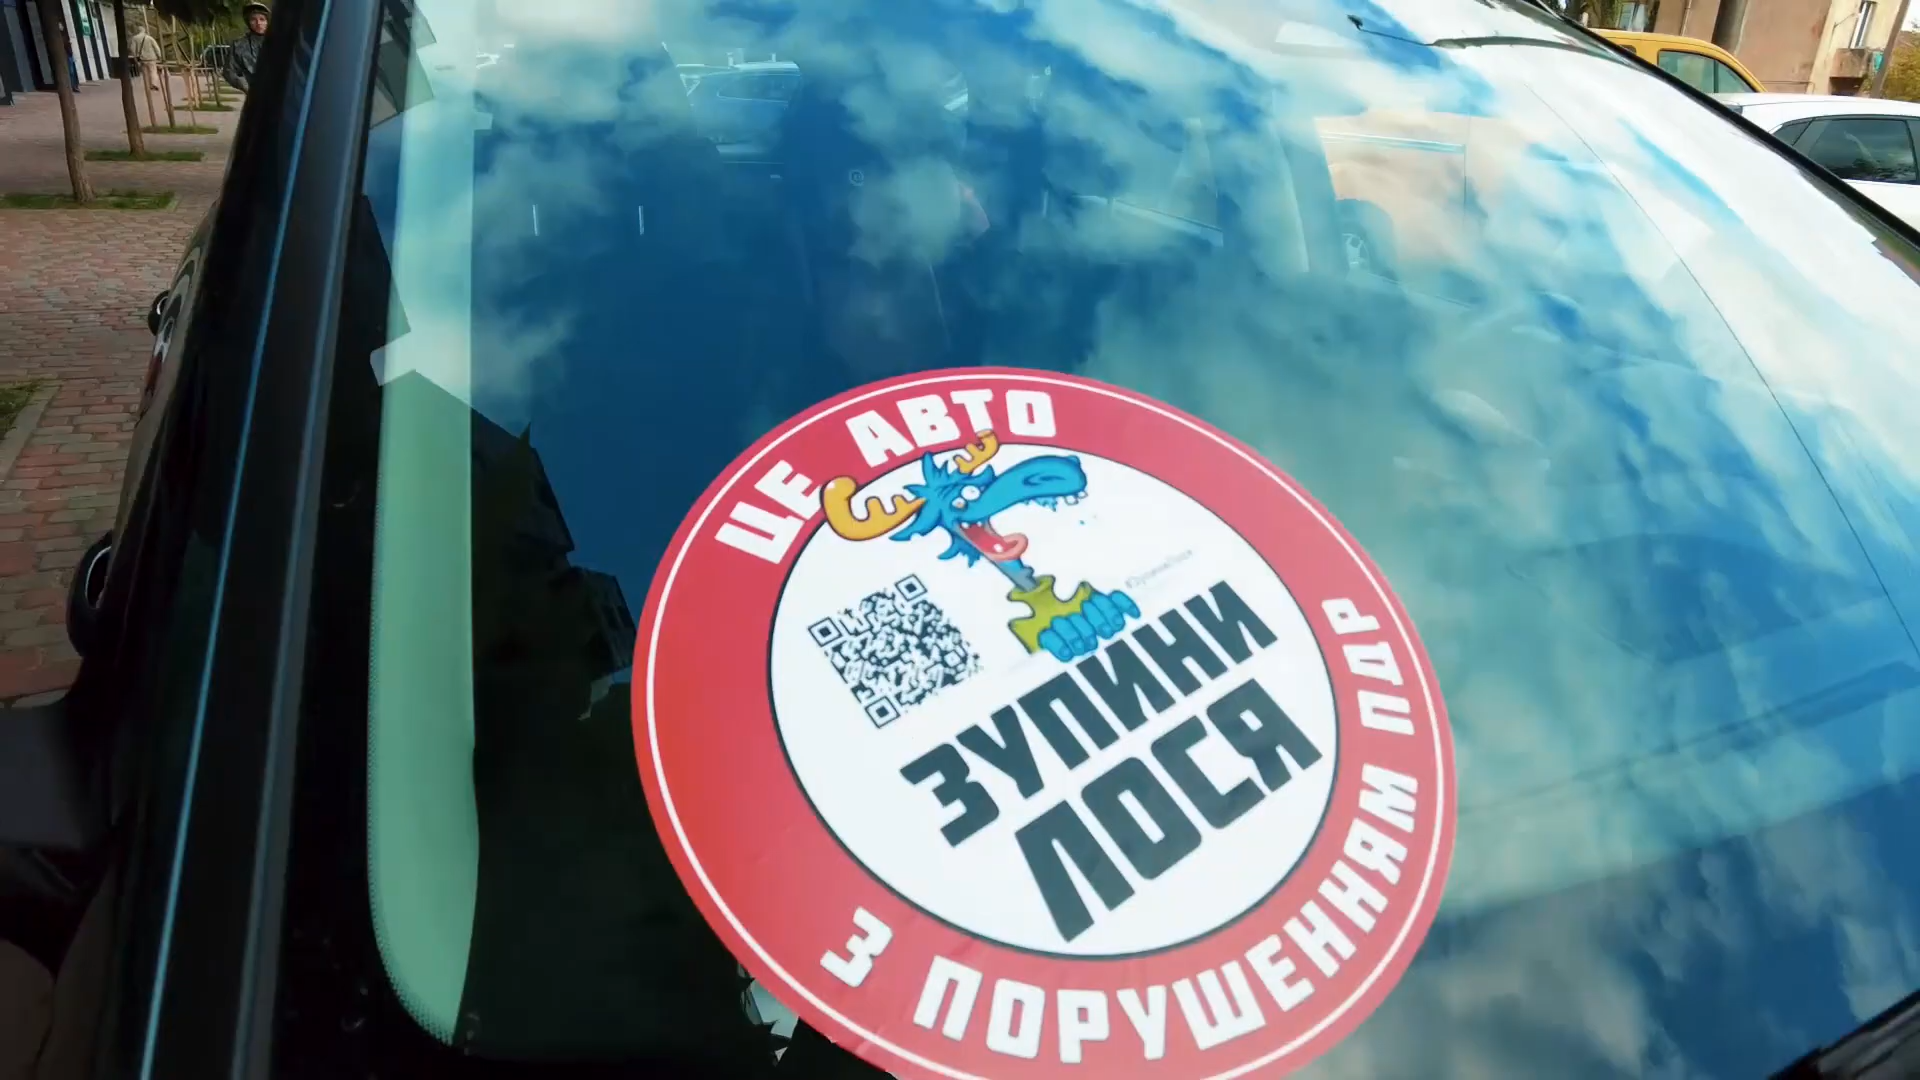 ЦЕ АВТО
ЗУПИНИ
ЛОСЯ
З ПОРУШЕННЯМ ПДР